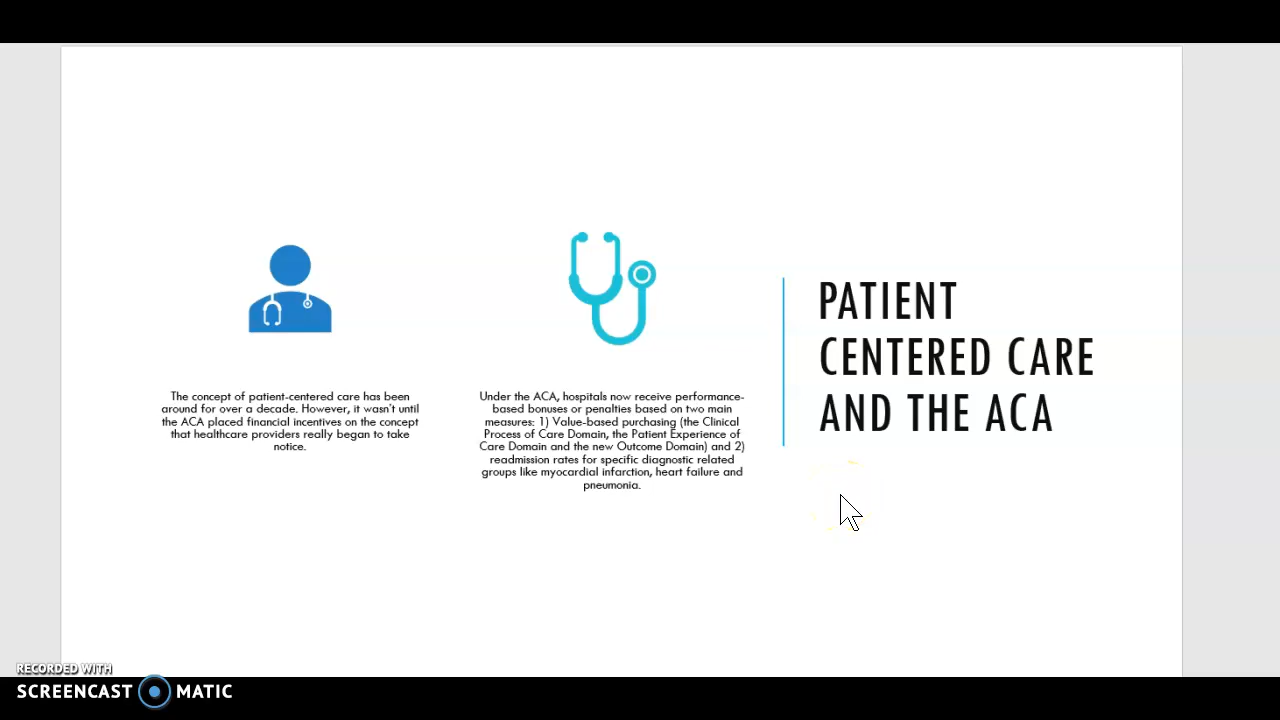 The concept of patient-centered care has been
around for over a decade. However, it wasn't until
the ACA placed financial incentives on the concept
that healthcare providers really began to take
notice.
Under the ACA, hospitals now receive performance-
based bonuses or penalties based on two main
measures: 1) Value-based purchasing (the Clinical
Process of Care Domain, the Patient Experience of
Care Domain and the new Outcome Domain) and 2)
readmission rates for specific diagnostic related
groups like myocardial infarction, heart failure and
pneumonia.
PATIENT
CENTERED CARE
AND THE ACA
RECORDED WITH
SCREENCAST MATIC